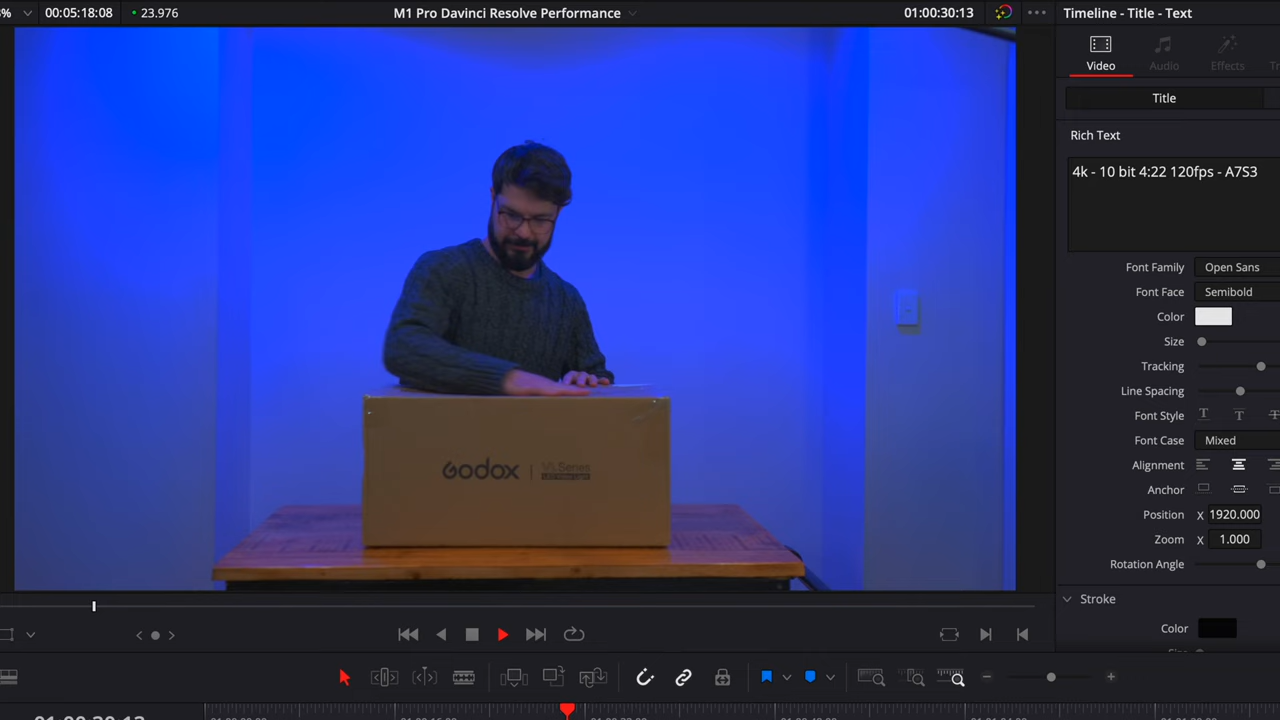 %
00:05:18:08
23.976
M1 Pro Davinci Resolve Performance
01:00:30:13
Timeline - Title - Text
Video
Audio
Effects
Title
Rich Text
4k - 10 bit 4:22 120fps - A7S3
Font Family
Open Sans
Font Face
Semibold
Color
Size
Tracking
Line Spacing
Font Style
Font Case
Mixed
Alignment
Anchor
Position
X
1920.000
Zoom
X
1.000
Rotation Angle
Stroke
Color
Godox
LED Video Light